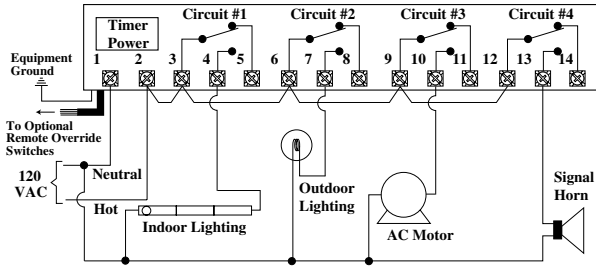 Circuit #1 Circuit #2 Circuit #3 Circuit #4
Timer
Power
Equipment
Ground
1 2 3 4 5 6 7 8 9 10 11 12 13 14
To Optional
Remote Override
Switches
120
VAC
Neutral
Hot
Indoor Lighting
Outdoor
Lighting
AC Motor
Signal
Horn